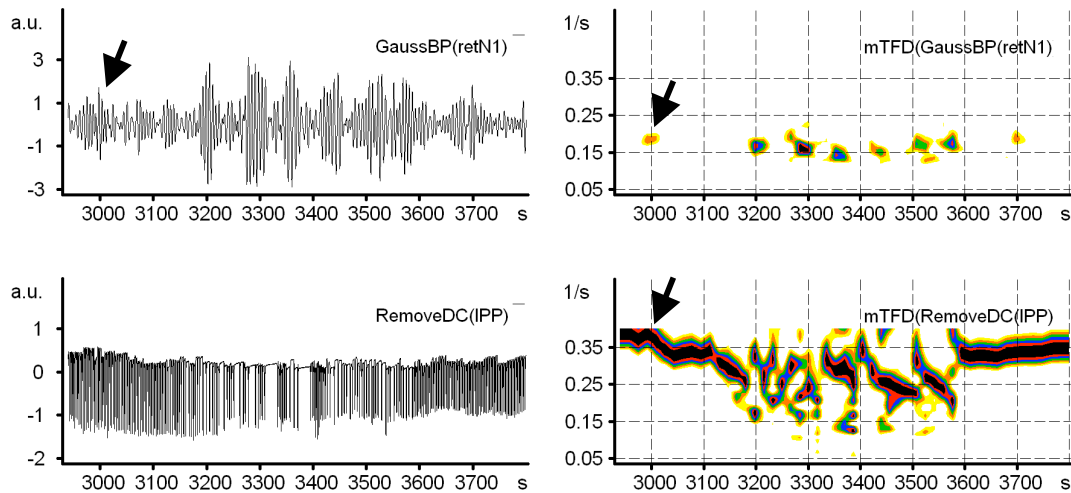 a.u.
GaussBP(retN1)
3
1
-1
-3
3000 3100 3200 3300 3400 3500 3600 3700 s
1/s
mTFD(GaussBP(retN1)
0.35
0.25
0.15
0.05
3000 3100 3200 3300 3400 3500 3600 3700 s
a.u.
RemoveDC(IPP)
1
0
-1
-2
3000 3100 3200 3300 3400 3500 3600 3700 s
1/s
mTFD(RemoveDC(IPP)
0.35
0.25
0.15
0.05
3000 3100 3200 3300 3400 3500 3600 3700 s